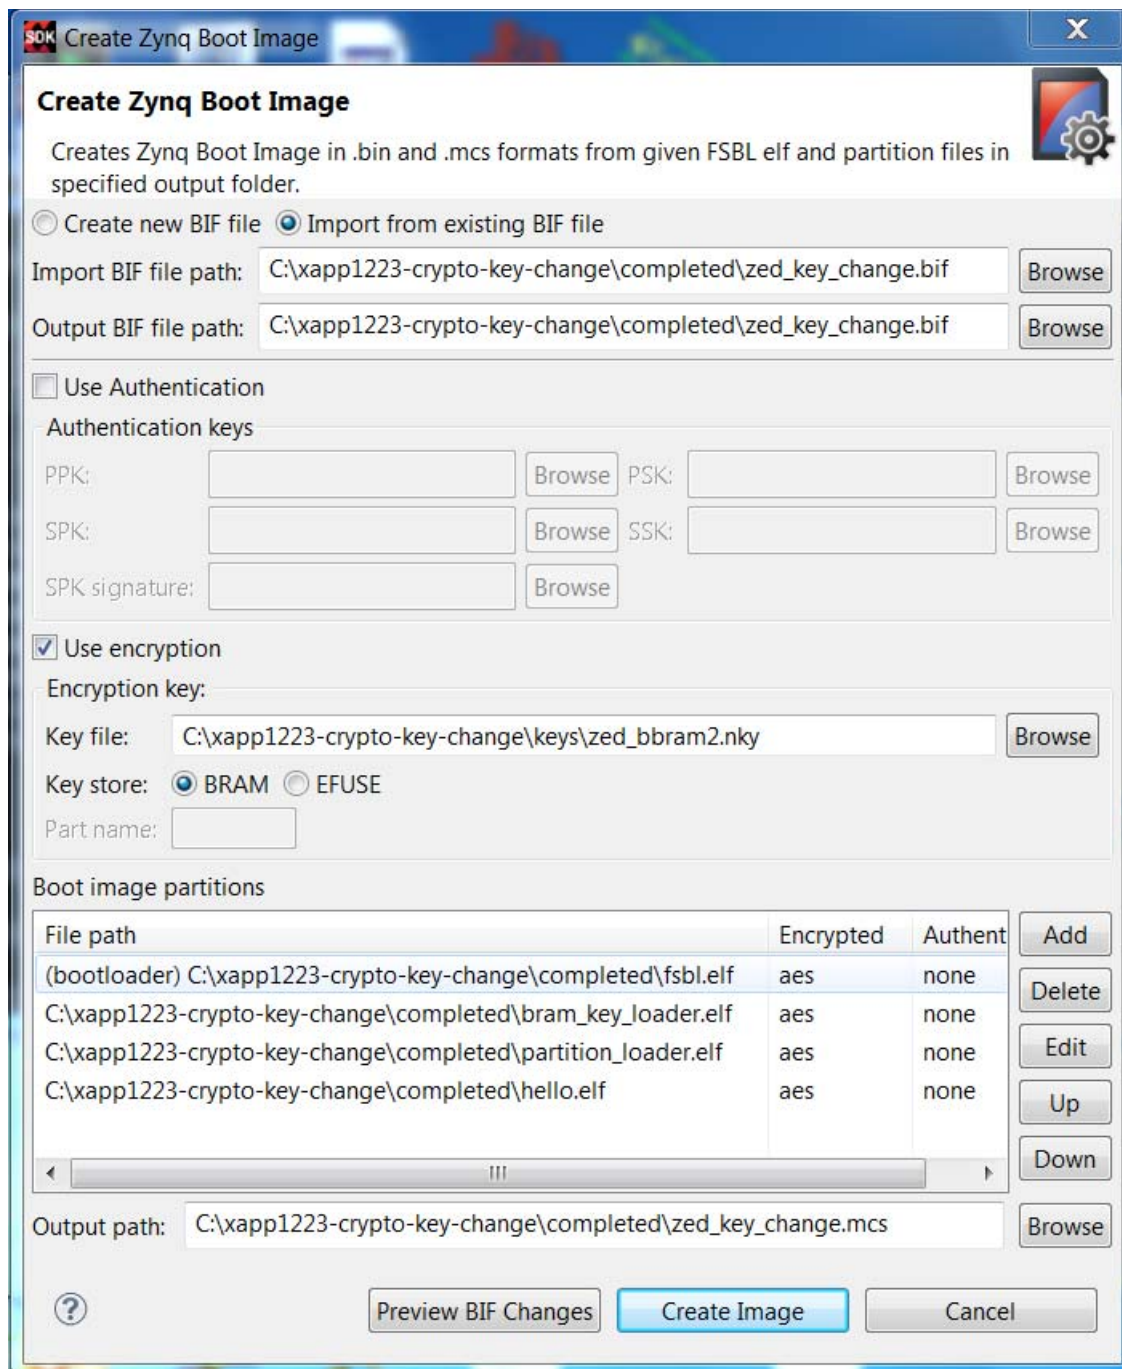 SDK Create Zynq Boot Image X
Create Zynq Boot Image
Creates Zynq Boot Image in .bin and .mcs formats from given FSBL elf and partition files in
specified output folder.
Create new BIF file Import from existing BIF file
Import BIF file path: C:\xapp1223-crypto-key-change\completed\zed_key_change.bif Browse
Output BIF file path: C:\xapp1223-crypto-key-change\completed\zed_key_change.bif Browse
Use Authentication
Authentication keys
PPK: Browse PSK: Browse
SPK: Browse SSK: Browse
SPK signature: Browse
Use encryption
Encryption key:
Key file: C:\xapp1223-crypto-key-change\keys\zed_bbram2.nky Browse
Key store: BRAM EFUSE
Part name:
Boot image partitions
File path Encrypted Authent Add
(bootloader) C:\xapp1223-crypto-key-change\completed\fsbl.elf aes none Delete
C:\xapp1223-crypto-key-change\completed\bram_key_loader.elf aes none
C:\xapp1223-crypto-key-change\completed\partition_loader.elf aes none Edit
C:\xapp1223-crypto-key-change\completed\hello.elf aes none Up
Down
Output path: C:\xapp1223-crypto-key-change\completed\zed_key_change.mcs Browse
? Preview BIF Changes Create Image Cancel